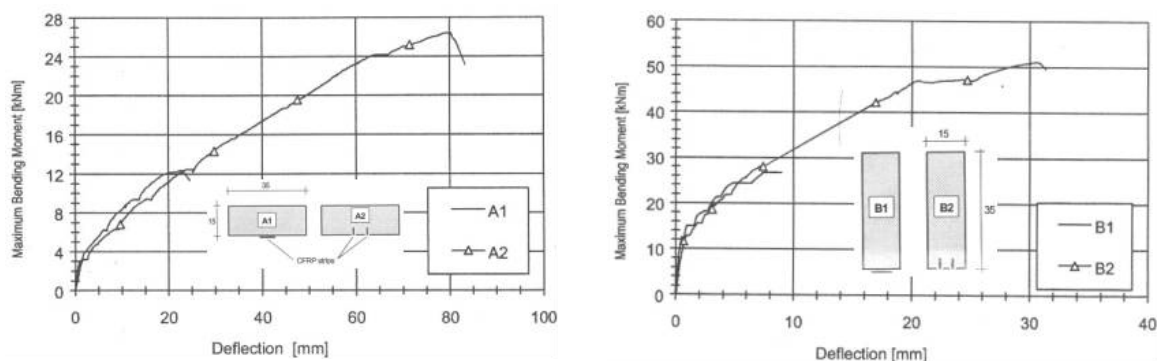 Maximum Bending Moment [kNm]
28
24
20
16
12
8
4
0
0 20 40 60 80 100
Deflection [mm]
35
15
A1
A2
CFRP strips
A1
A2
Maximum Bending Moment [kNm]
60
50
40
30
20
10
0
0 10 20 30 40
Deflection [mm]
15
35
B1
B2
B1
B2